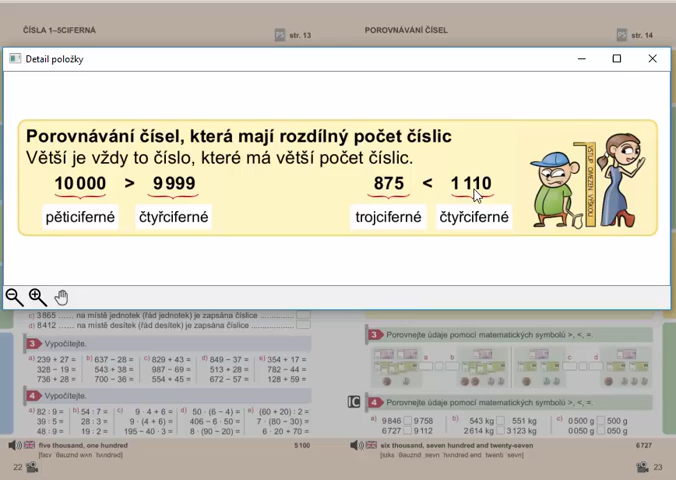 ČÍSLA 1–5CIFERNÁ
str. 13
POROVNÁVÁNÍ ČÍSEL
str. 14
Detail položky
Porovnávání čísel, která mají rozdílný počet číslic
Větší je vždy to číslo, které má větší počet číslic.
10 000 > 9 999
875 < 1 110
pěticiferné
čtyřciferné
trojciferné
čtyřciferné
VSTUP OMEZEN VÝŠKOU
c) 3 865 ...... na místě jednotek (řád jednotek) je zapsána číslice
d) 8 412 ...... na místě desítek (řád desítek) je zapsána číslice
3 Vypočítejte.
a) 239 + 27 = b) 637 − 28 = c) 829 + 43 = d) 849 − 37 = e) 354 + 17 =
328 − 19 = 543 + 38 = 987 − 69 = 513 + 28 = 782 − 44 =
736 + 28 = 700 − 36 = 554 + 45 = 672 − 57 = 128 + 59 =
4 Vypočítejte.
a) 82 : 9 = b) 54 : 7 = c) 9 · 4 + 6 = d) 50 · (6 − 4) = e) (60 + 20) : 2 =
39 : 5 = 28 : 3 = 9 · (4 + 6) = 406 − 6 · 50 = 7 · (80 − 30) =
48 : 9 = 19 : 2 = 195 − 40 · 3 = 8 · (90 − 20) = 6 · 20 + 70 =
five thousand, one hundred
5 100
22
3 Porovnejte údaje pomocí matematických symbolů >, <, =.
a b c d
4 Porovnejte údaje pomocí matematických symbolů >, <, =.
a) 9 846 9 758 b) 543 kg 551 kg c) 0 500 g 500 g
6 727 9 112 2 614 kg 3 123 kg 0 050 g 050 g
six thousand, seven hundred and twenty-seven
6 727
23